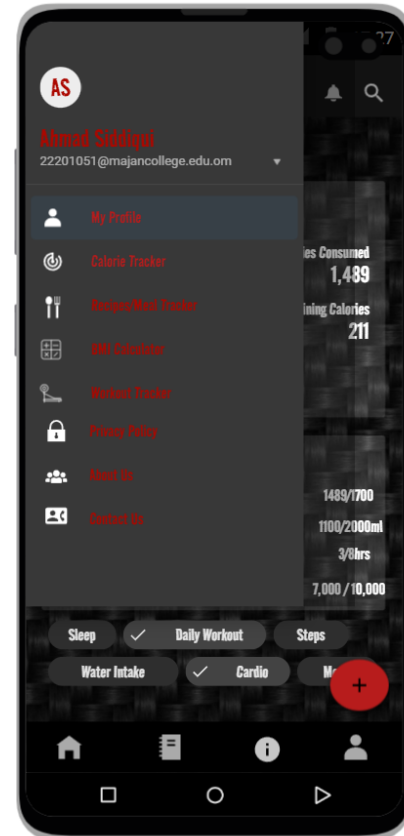 27
AS
Ahmad Siddiqui
22201051@majancollege.edu.om
My Profile
Calorie Tracker
Recipes/Meal Tracker
BMI Calculator
Workout Tracker
Privacy Policy
About Us
Contact Us
ies Consumed
1,489
ining Calories
211
1489/1700
1100/2000ml
3/8hrs
7,000 / 10,000
Sleep Daily Workout Steps
Water Intake Cardio M
+